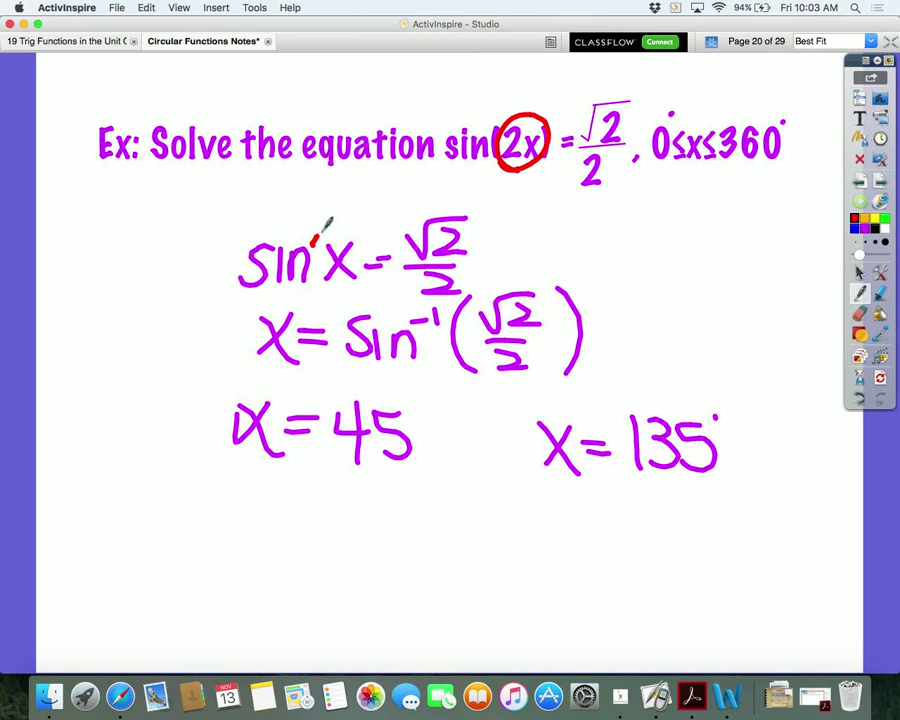 ActivInspire File Edit View Insert Tools Help 94% Fri 10:03 AM
ActivInspire - Studio
19 Trig Functions in the Unit C Circular Functions Notes* CLASSFLOW Connect Page 20 of 29 Best Fit
Ex: Solve the equation sin(2x) = √2/2, 0°≤x≤360°
sin x = √2/2
x = sin⁻¹(√2/2)
x = 45 x = 135°
NOV
13